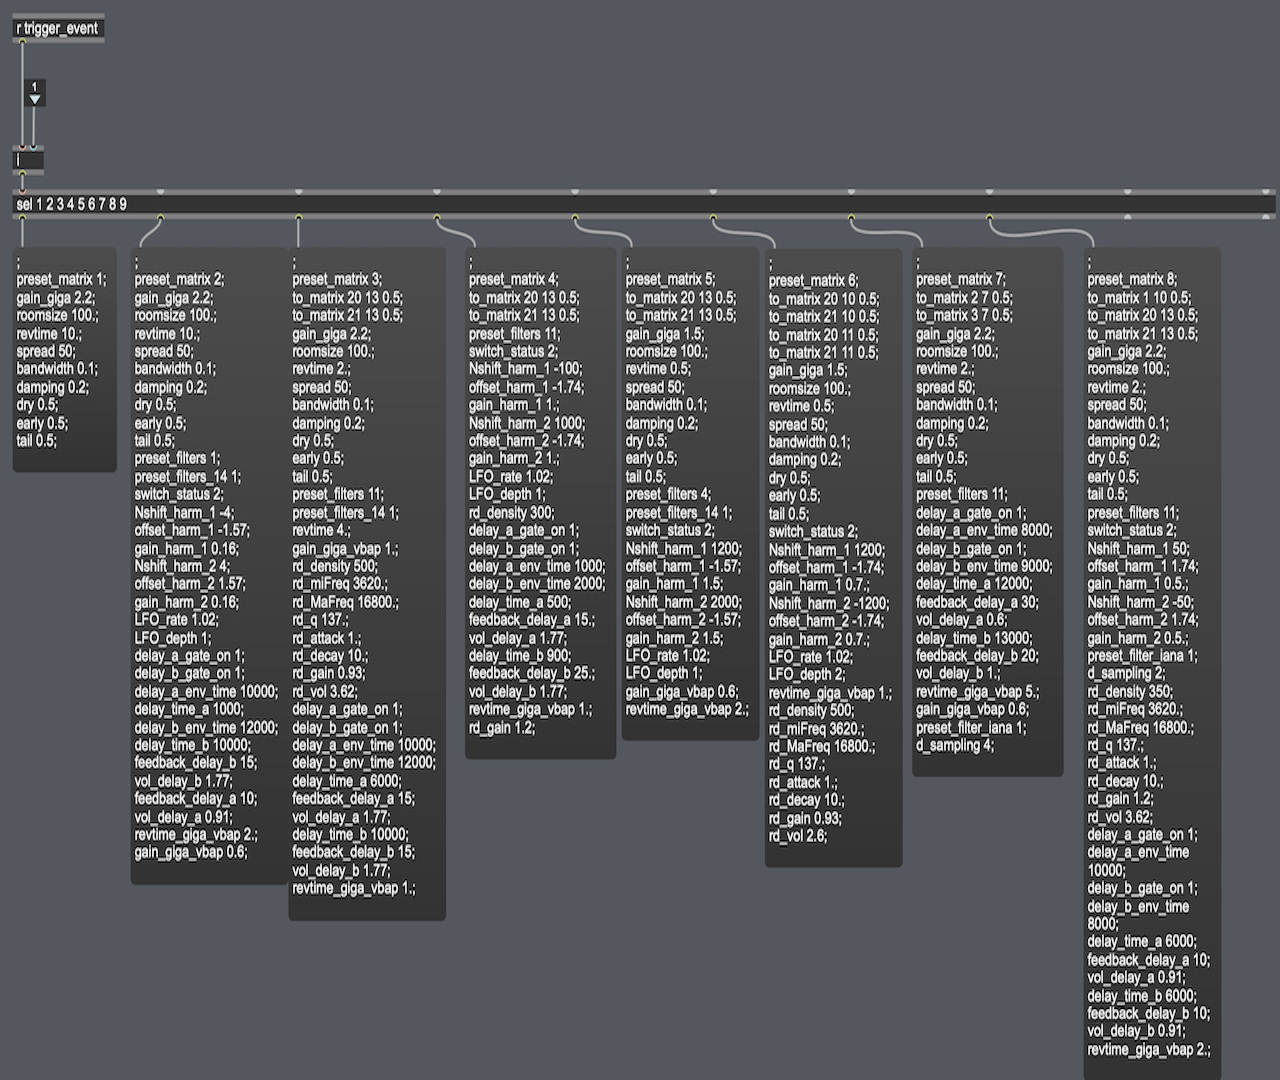 r trigger_event
1
i
sel 1 2 3 4 5 6 7 8 9
;
preset_matrix 1;
gain_giga 2.2;
roomsize 100.;
revtime 10.;
spread 50;
bandwidth 0.1;
damping 0.2;
dry 0.5;
early 0.5;
tail 0.5;
;
preset_matrix 2;
gain_giga 2.2;
roomsize 100.;
revtime 10.;
spread 50;
bandwidth 0.1;
damping 0.2;
dry 0.5;
early 0.5;
tail 0.5;
preset_filters 1;
preset_filters_14 1;
switch_status 2;
Nshift_harm_1 -4;
offset_harm_1 -1.57;
gain_harm_1 0.16;
Nshift_harm_2 4;
offset_harm_2 1.57;
gain_harm_2 0.16;
LFO_rate 1.02;
LFO_depth 1;
delay_a_gate_on 1;
delay_b_gate_on 1;
delay_a_env_time 10000;
delay_time_a 1000;
delay_b_env_time 12000;
delay_time_b 10000;
feedback_delay_b 15;
vol_delay_b 1.77;
feedback_delay_a 10;
vol_delay_a 0.91;
revtime_giga_vbap 2.;
gain_giga_vbap 0.6;
;
preset_matrix 3;
to_matrix 20 13 0.5;
to_matrix 21 13 0.5;
gain_giga 2.2;
roomsize 100.;
revtime 2.;
spread 50;
bandwidth 0.1;
damping 0.2;
dry 0.5;
early 0.5;
tail 0.5;
preset_filters 11;
preset_filters_14 1;
revtime 4.;
gain_giga_vbap 1.;
rd_density 500;
rd_miFreq 3620.;
rd_MaFreq 16800.;
rd_q 137.;
rd_attack 1.;
rd_decay 10.;
rd_gain 0.93;
rd_vol 3.62;
delay_a_gate_on 1;
delay_b_gate_on 1;
delay_a_env_time 10000;
delay_b_env_time 12000;
delay_time_a 6000;
feedback_delay_a 15;
vol_delay_a 1.77;
delay_time_b 10000;
feedback_delay_b 15;
vol_delay_b 1.77;
revtime_giga_vbap 1.;
;
preset_matrix 4;
to_matrix 20 13 0.5;
to_matrix 21 13 0.5;
preset_filters 11;
switch_status 2;
Nshift_harm_1 -100;
offset_harm_1 -1.74;
gain_harm_1 1.;
Nshift_harm_2 1000;
offset_harm_2 -1.74;
gain_harm_2 1.;
LFO_rate 1.02;
LFO_depth 1;
rd_density 300;
delay_a_gate_on 1;
delay_b_gate_on 1;
delay_a_env_time 1000;
delay_b_env_time 2000;
delay_time_a 500;
feedback_delay_a 15.;
vol_delay_a 1.77;
delay_time_b 900;
feedback_delay_b 25.;
vol_delay_b 1.77;
revtime_giga_vbap 1.;
rd_gain 1.2;
;
preset_matrix 5;
to_matrix 20 13 0.5;
to_matrix 21 13 0.5;
gain_giga 1.5;
roomsize 100.;
revtime 0.5;
spread 50;
bandwidth 0.1;
damping 0.2;
dry 0.5;
early 0.5;
tail 0.5;
preset_filters 4;
preset_filters_14 1;
switch_status 2;
Nshift_harm_1 1200;
offset_harm_1 -1.57;
gain_harm_1 1.5;
Nshift_harm_2 2000;
offset_harm_2 -1.57;
gain_harm_2 1.5;
LFO_rate 1.02;
LFO_depth 1;
gain_giga_vbap 0.6;
revtime_giga_vbap 2.;
;
preset_matrix 6;
to_matrix 20 10 0.5;
to_matrix 21 10 0.5;
to_matrix 20 11 0.5;
to_matrix 21 11 0.5;
gain_giga 1.5;
roomsize 100.;
revtime 0.5;
spread 50;
bandwidth 0.1;
damping 0.2;
dry 0.5;
early 0.5;
tail 0.5;
switch_status 2;
Nshift_harm_1 1200;
offset_harm_1 -1.74;
gain_harm_1 0.7.;
Nshift_harm_2 -1200;
offset_harm_2 -1.74;
gain_harm_2 0.7.;
LFO_rate 1.02;
LFO_depth 2;
revtime_giga_vbap 1.;
rd_density 500;
rd_miFreq 3620.;
rd_MaFreq 16800.;
rd_q 137.;
rd_attack 1.;
rd_decay 10.;
rd_gain 0.93;
rd_vol 2.6;
;
preset_matrix 7;
to_matrix 2 7 0.5;
to_matrix 3 7 0.5;
gain_giga 2.2;
roomsize 100.;
revtime 2.;
spread 50;
bandwidth 0.1;
damping 0.2;
dry 0.5;
early 0.5;
tail 0.5;
preset_filters 11;
delay_a_gate_on 1;
delay_a_env_time 8000;
delay_b_gate_on 1;
delay_b_env_time 9000;
delay_time_a 12000;
feedback_delay_a 30;
vol_delay_a 0.6;
delay_time_b 13000;
feedback_delay_b 20;
vol_delay_b 1.;
revtime_giga_vbap 5.;
gain_giga_vbap 0.6;
preset_filter_iana 1;
d_sampling 4;
;
preset_matrix 8;
to_matrix 1 10 0.5;
to_matrix 20 13 0.5;
to_matrix 21 13 0.5;
gain_giga 2.2;
roomsize 100.;
revtime 2.;
spread 50;
bandwidth 0.1;
damping 0.2;
dry 0.5;
early 0.5;
tail 0.5;
preset_filters 11;
switch_status 2;
Nshift_harm_1 50;
offset_harm_1 1.74;
gain_harm_1 0.5.;
Nshift_harm_2 -50;
offset_harm_2 1.74;
gain_harm_2 0.5.;
preset_filter_iana 1;
d_sampling 2;
rd_density 350;
rd_miFreq 3620.;
rd_MaFreq 16800.;
rd_q 137.;
rd_attack 1.;
rd_decay 10.;
rd_gain 1.2;
rd_vol 3.62;
delay_a_gate_on 1;
delay_a_env_time
10000;
delay_b_gate_on 1;
delay_b_env_time
8000;
delay_time_a 6000;
feedback_delay_a 10;
vol_delay_a 0.91;
delay_time_b 6000;
feedback_delay_b 10;
vol_delay_b 0.91;
revtime_giga_vbap 2.;